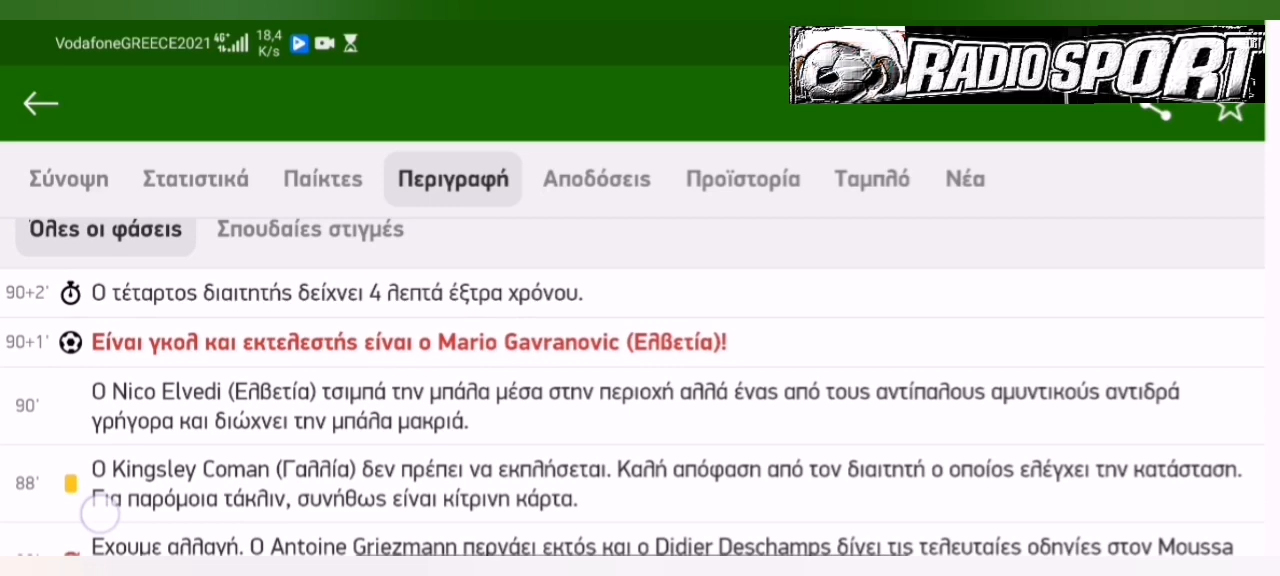 VodafoneGREECE2021 4G+ 18,4 K/s
RADIO SPORT
Σύνοψη Στατιστικά Παίκτες Περιγραφή Αποδόσεις Προϊστορία Ταμπλό Νέα
Όλες οι φάσεις Σπουδαίες στιγμές
90+2' Ο τέταρτος διαιτητής δείχνει 4 λεπτά έξτρα χρόνου.
90+1' Είναι γκολ και εκτελεστής είναι ο Mario Gavranovic (Ελβετία)!
90' Ο Nico Elvedi (Ελβετία) τσιμπά την μπάλα μέσα στην περιοχή αλλά ένας από τους αντίπαλους αμυντικούς αντιδρά
γρήγορα και διώχνει την μπάλα μακριά.
88' Ο Kingsley Coman (Γαλλία) δεν πρέπει να εκπλήσεται. Καλή απόφαση από τον διαιτητή ο οποίος ελέγχει την κατάσταση.
Για παρόμοια τάκλιν, συνήθως είναι κίτρινη κάρτα.
Έχουμε αλλαγή. Ο Antoine Griezmann περνάει εκτός και ο Didier Deschamps δίνει τις τελευταίες οδηγίες στον Moussa